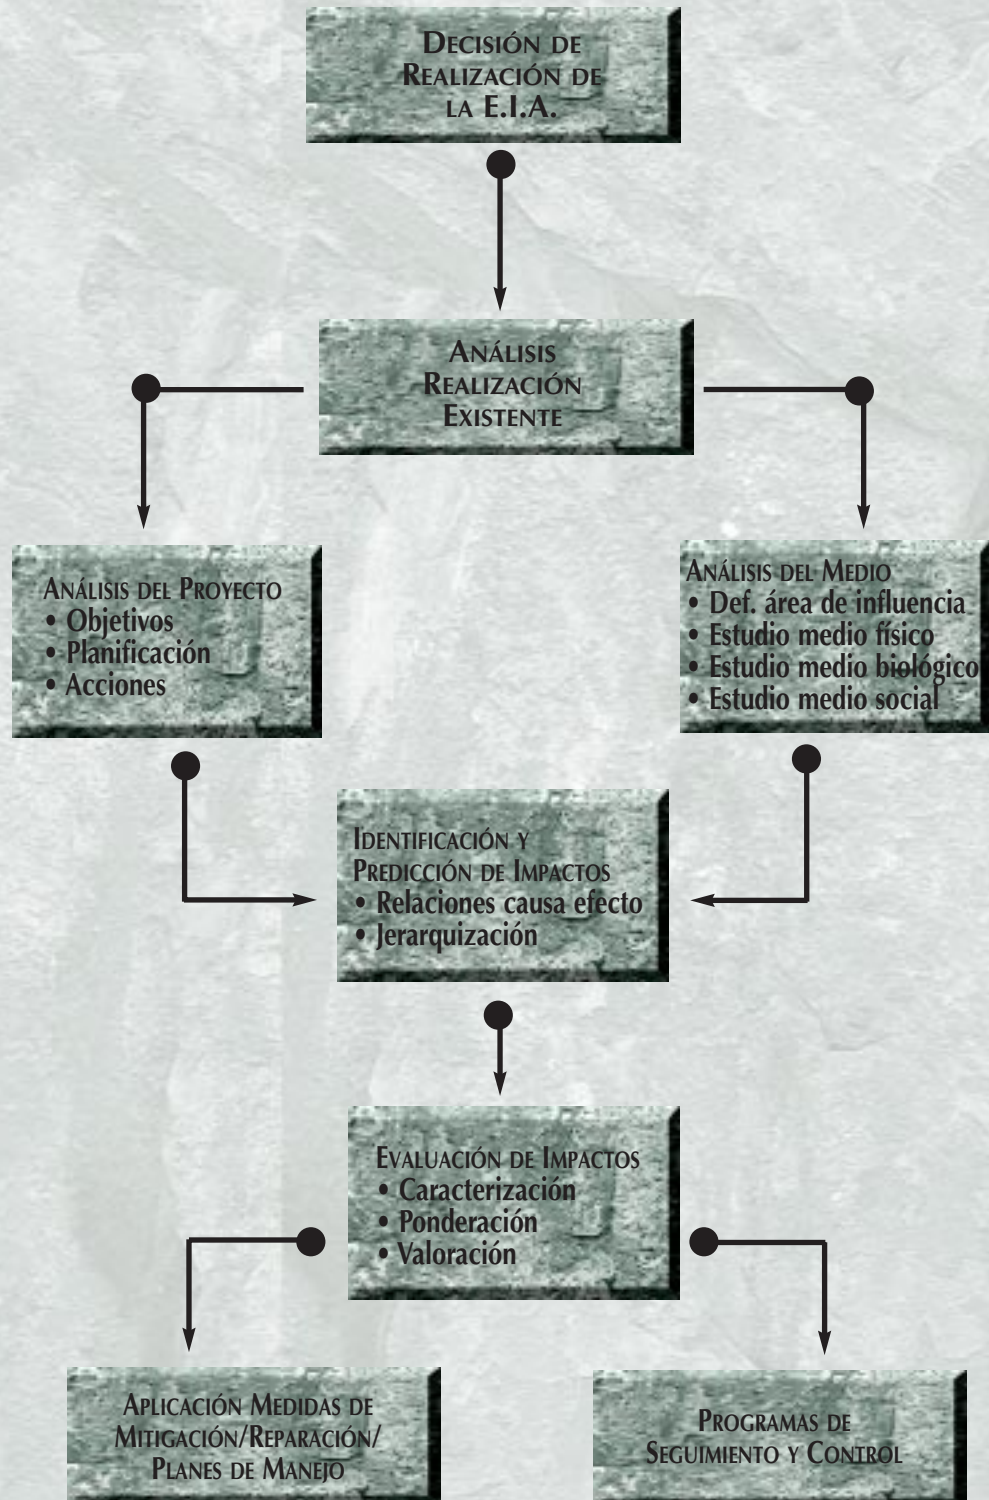 DECISIÓN DE
REALIZACIÓN DE
LA E.I.A.
ANÁLISIS
REALIZACIÓN
EXISTENTE
ANÁLISIS DEL PROYECTO
• Objetivos
• Planificación
• Acciones
ANÁLISIS DEL MEDIO
• Def. área de influencia
• Estudio medio físico
• Estudio medio biológico
• Estudio medio social
IDENTIFICACIÓN Y
PREDICCIÓN DE IMPACTOS
• Relaciones causa efecto
• Jerarquización
EVALUACIÓN DE IMPACTOS
• Caracterización
• Ponderación
• Valoración
APLICACIÓN MEDIDAS DE
MITIGACIÓN/REPARACIÓN/
PLANES DE MANEJO
PROGRAMAS DE
SEGUIMIENTO Y CONTROL